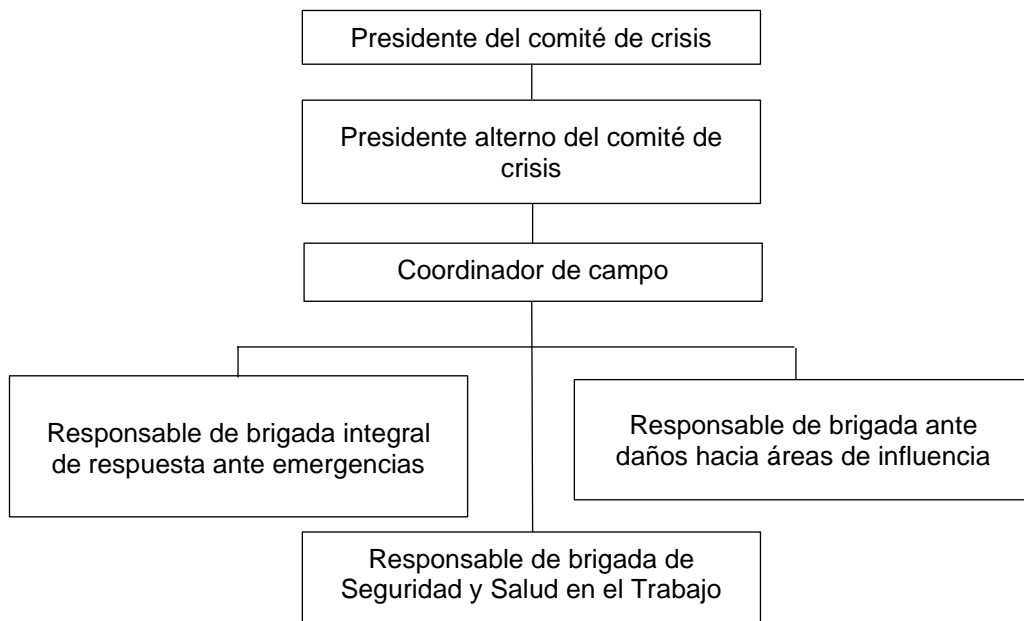 Presidente del comité de crisis
Presidente alterno del comité de
crisis
Coordinador de campo
Responsable de brigada integral
de respuesta ante emergencias
Responsable de brigada ante
daños hacia áreas de influencia
Responsable de brigada de
Seguridad y Salud en el Trabajo